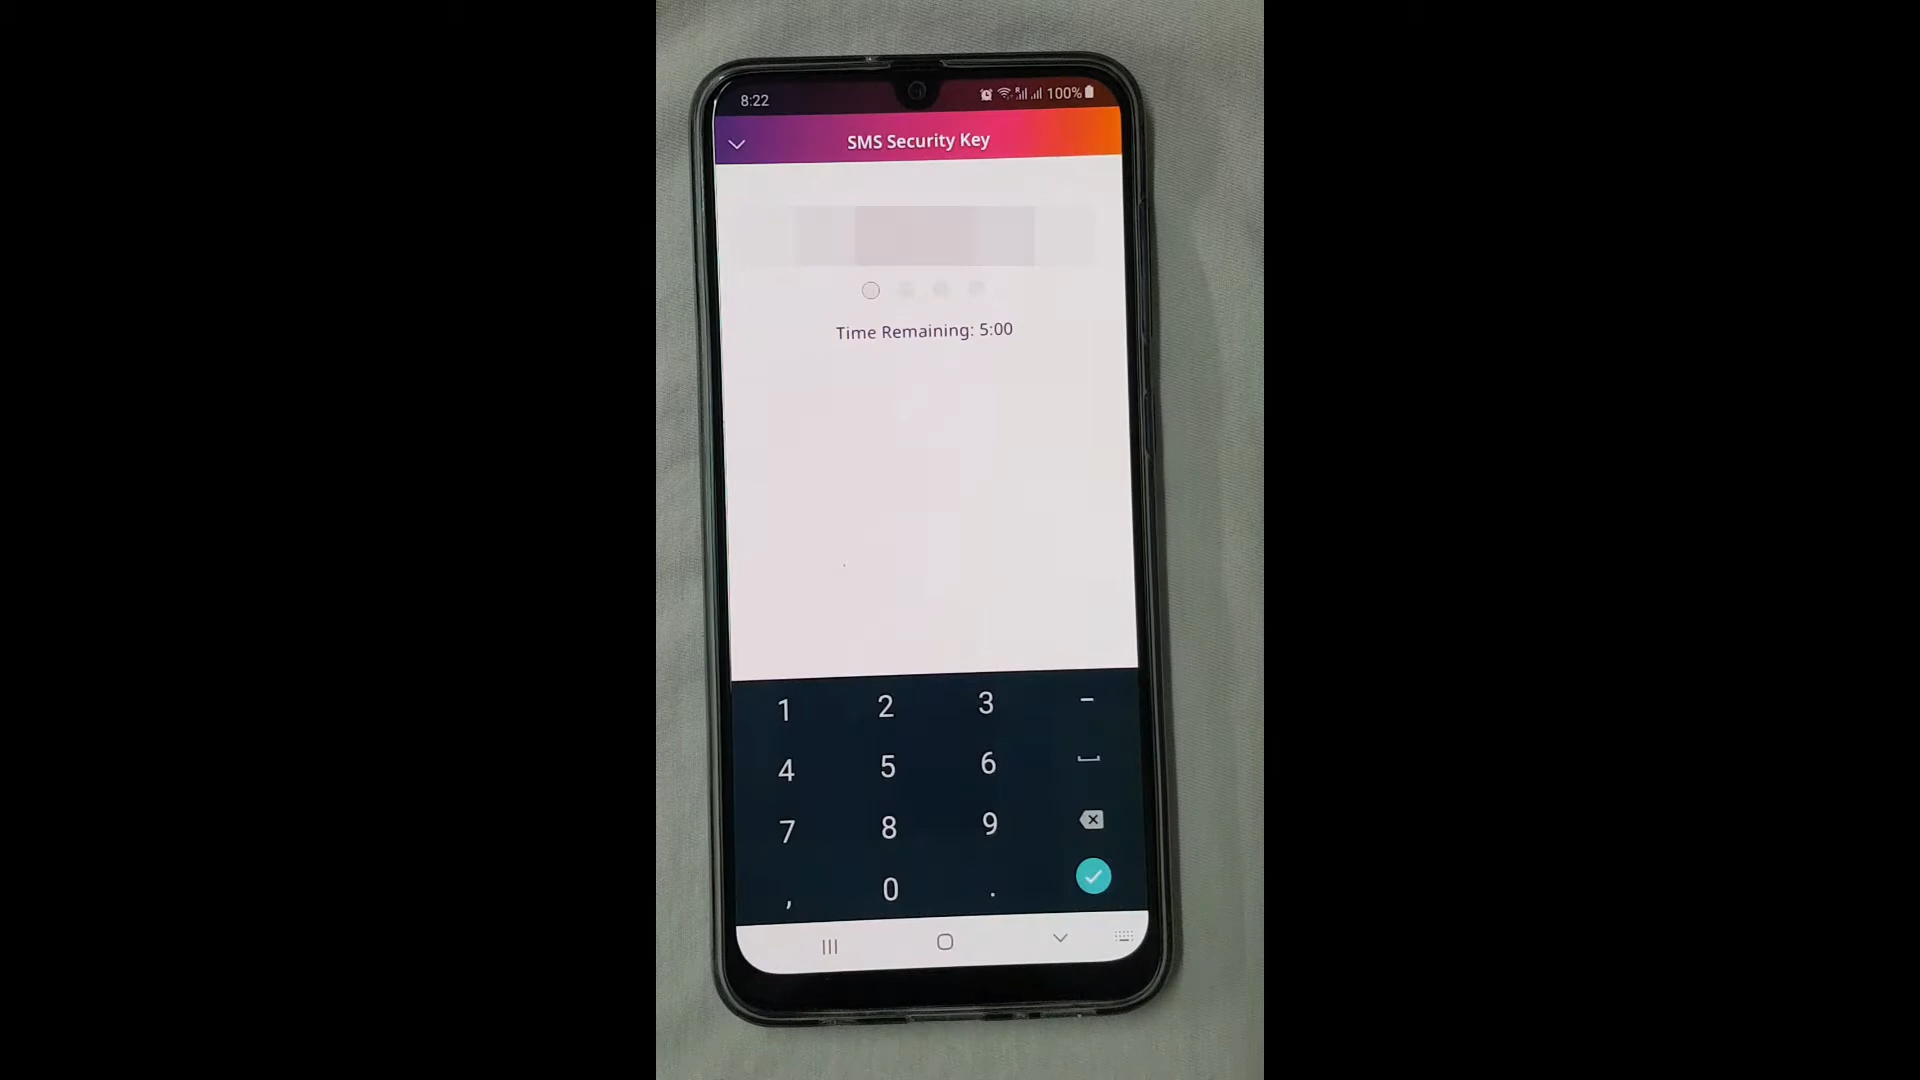 8:22
100%
SMS Security Key
Time Remaining: 5:00
1 2 3 -
4 5 6
7 8 9
, 0 .